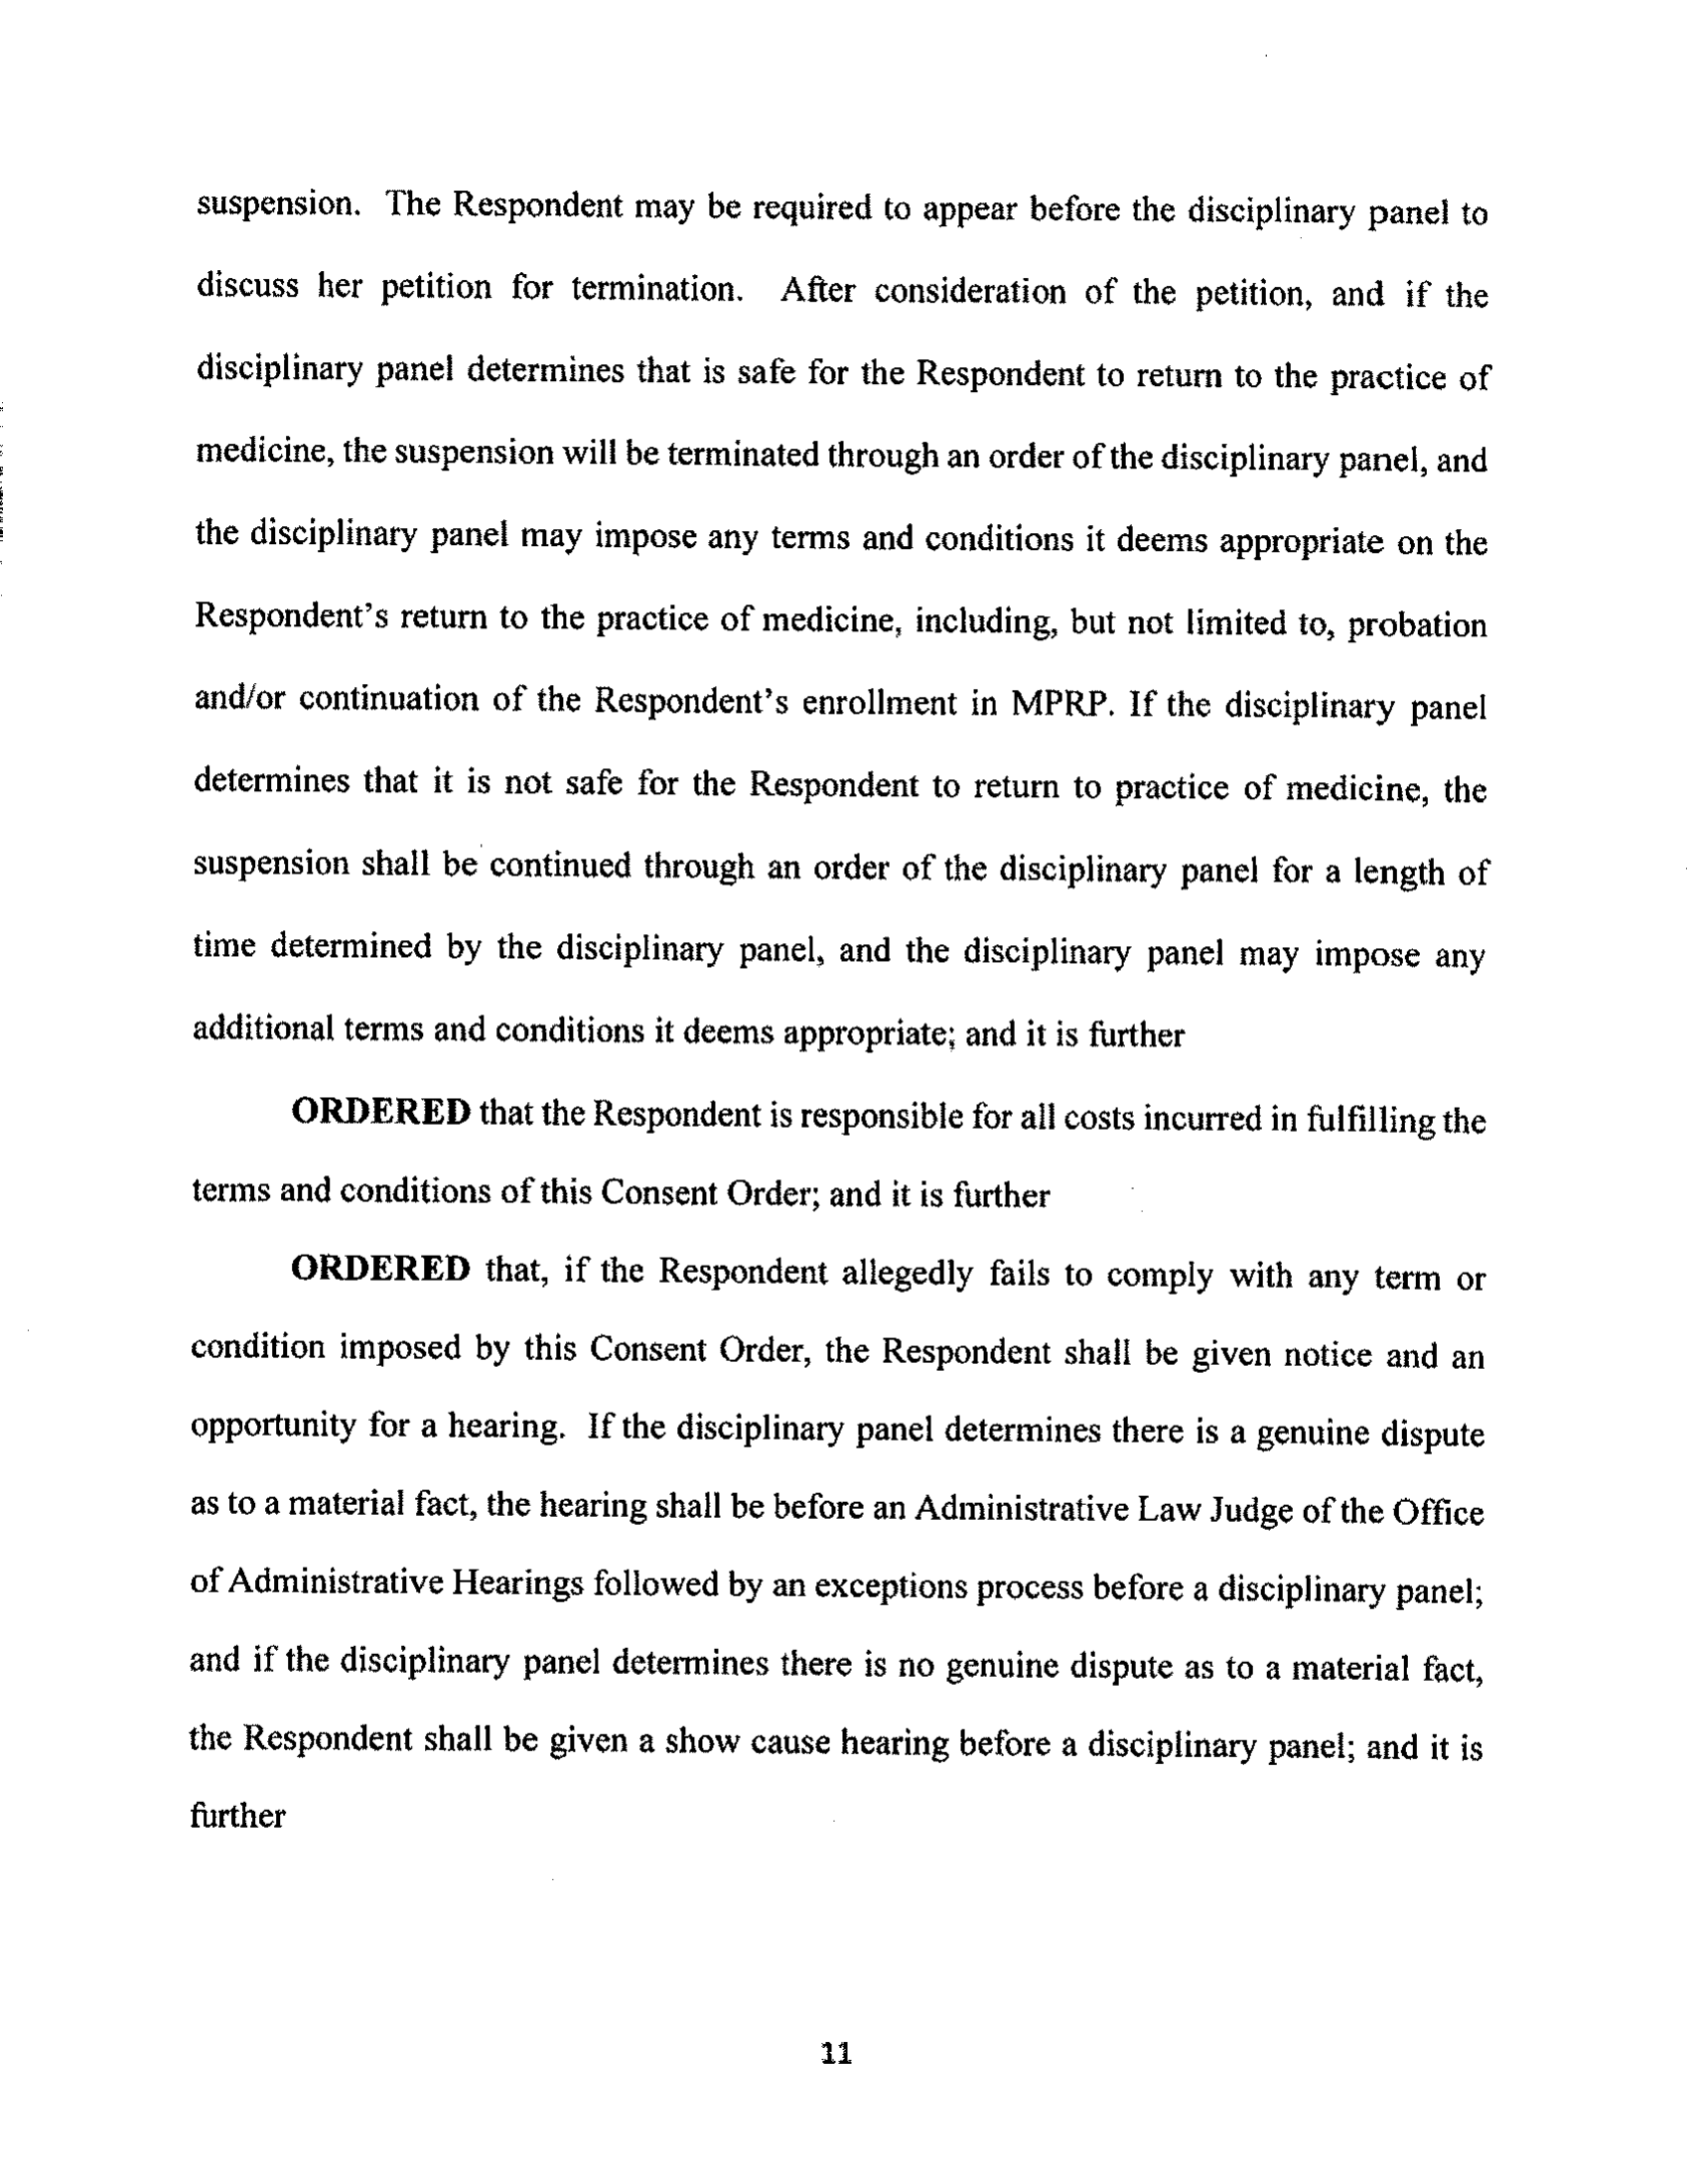 suspension. The Respondent may be required to appear before the disciplinary panel to
discuss her petition for termination. After consideration of the petition, and if the
disciplinary panel determines that is safe for the Respondent to return to the practice of
medicine, the suspension will be terminated through an order of the disciplinary panel, and
the disciplinary panel may impose any terms and conditions it deems appropriate on the
Respondent's return to the practice of medicine, including, but not limited to, probation
and/or continuation of the Respondent's enrollment in MPRP. If the disciplinary panel
determines that it is not safe for the Respondent to return to practice of medicine, the
suspension shall be continued through an order of the disciplinary panel for a length of
time determined by the disciplinary panel, and the disciplinary panel may impose any
additional terms and conditions it deems appropriate; and it is further
ORDERED that the Respondent is responsible for all costs incurred in fulfilling the
terms and conditions of this Consent Order; and it is further
ORDERED that, if the Respondent allegedly fails to comply with any term or
condition imposed by this Consent Order, the Respondent shall be given notice and an
opportunity for a hearing. If the disciplinary panel determines there is a genuine dispute
as to a material fact, the hearing shall be before an Administrative Law Judge of the Office
of Administrative Hearings followed by an exceptions process before a disciplinary panel;
and if the disciplinary panel determines there is no genuine dispute as to a material fact,
the Respondent shall be given a show cause hearing before a disciplinary panel; and it is
further
11